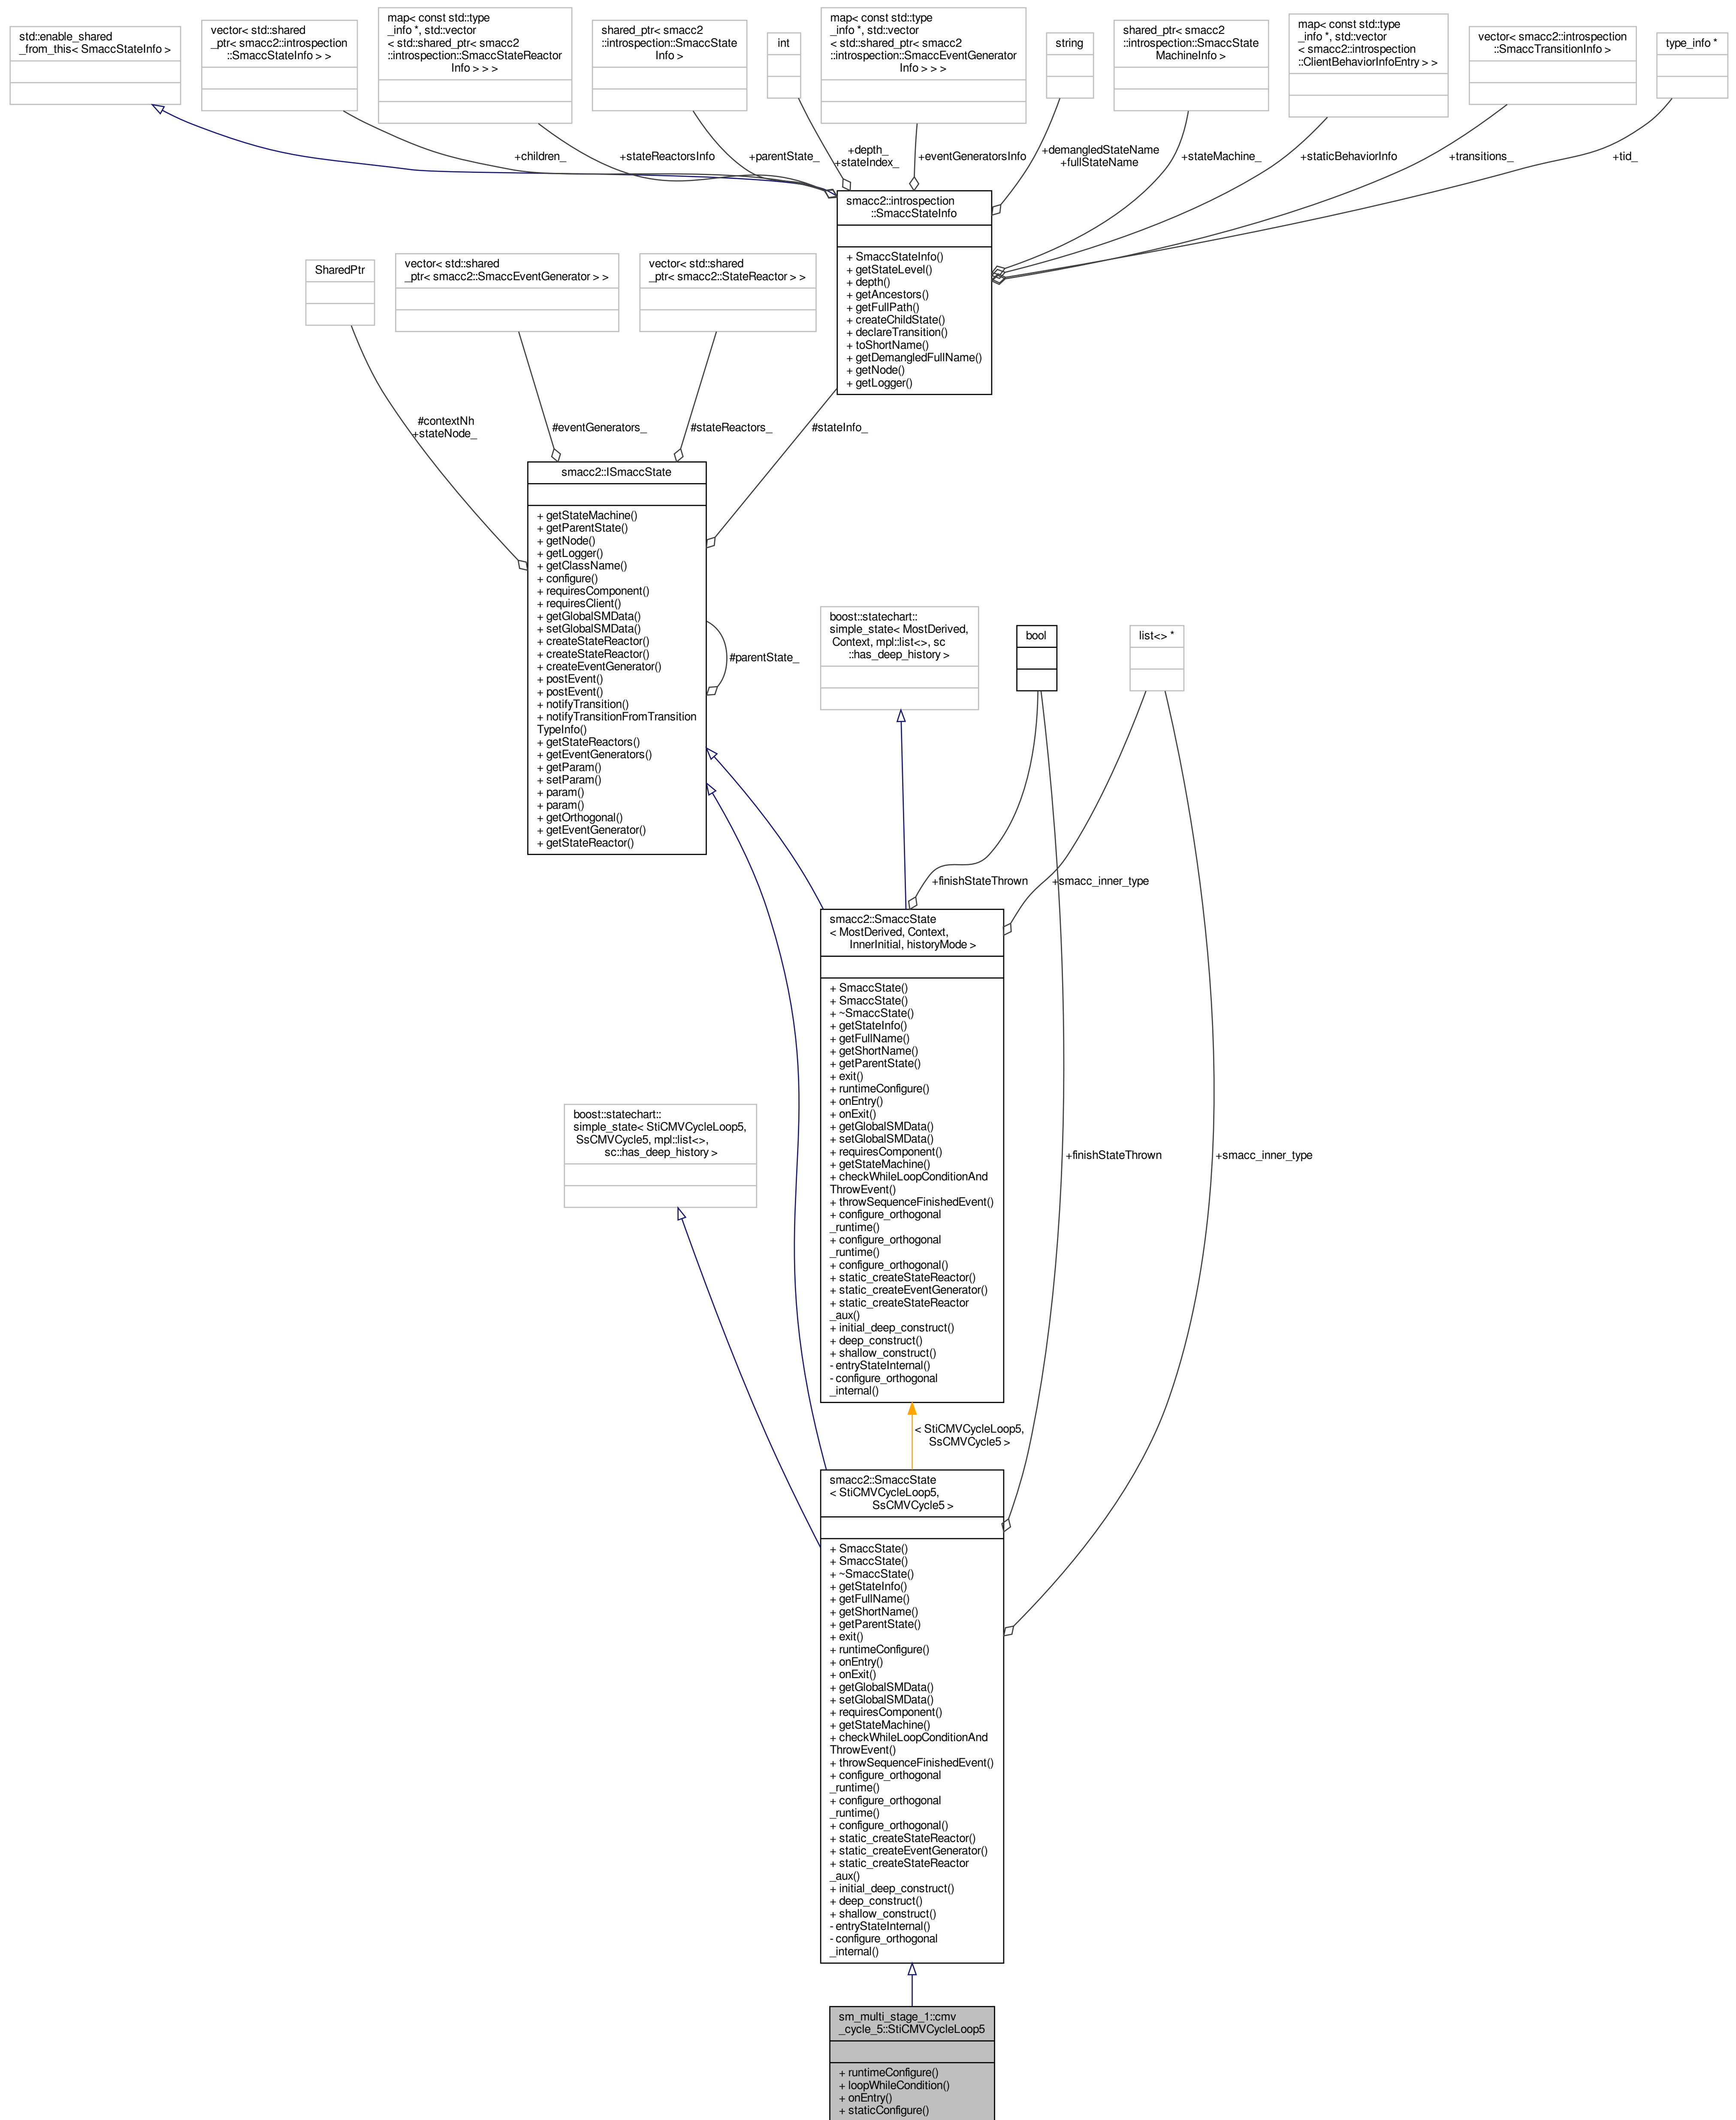 std::enable_shared
_from_this< SmaccStateInfo >
vector< std::shared
_ptr< smacc2::introspection
::SmaccStateInfo > >
map< const std::type
_info *, std::vector
< std::shared_ptr< smacc2
::introspection::SmaccStateReactor
Info > > >
shared_ptr< smacc2
::introspection::SmaccState
Info >
int
map< const std::type
_info *, std::vector
< std::shared_ptr< smacc2
::introspection::SmaccEventGenerator
Info > > >
string
shared_ptr< smacc2
::introspection::SmaccState
MachineInfo >
map< const std::type
_info *, std::vector
< smacc2::introspection
::ClientBehaviorInfoEntry > >
vector< smacc2::introspection
::SmaccTransitionInfo >
type_info *
+children_
+stateReactorsInfo
+parentState_
+depth_
+stateIndex_
+eventGeneratorsInfo
+demangledStateName
+fullStateName
+stateMachine_
+staticBehaviorInfo
+transitions_
+tid_
smacc2::introspection
::SmaccStateInfo
+ SmaccStateInfo()
+ getStateLevel()
+ depth()
+ getAncestors()
+ getFullPath()
+ createChildState()
+ declareTransition()
+ toShortName()
+ getDemangledFullName()
+ getNode()
+ getLogger()
SharedPtr
vector< std::shared
_ptr< smacc2::SmaccEventGenerator > >
vector< std::shared
_ptr< smacc2::StateReactor > >
#contextNh
+stateNode_
#eventGenerators_
#stateReactors_
#stateInfo_
smacc2::ISmaccState
+ getStateMachine()
+ getParentState()
+ getNode()
+ getLogger()
+ getClassName()
+ configure()
+ requiresComponent()
+ requiresClient()
+ getGlobalSMData()
+ setGlobalSMData()
+ createStateReactor()
+ createStateReactor()
+ createEventGenerator()
+ postEvent()
+ postEvent()
+ notifyTransition()
+ notifyTransitionFromTransition
TypeInfo()
+ getStateReactors()
+ getEventGenerators()
+ getParam()
+ setParam()
+ param()
+ param()
+ getOrthogonal()
+ getEventGenerator()
+ getStateReactor()
#parentState_
boost::statechart::
simple_state< MostDerived,
Context, mpl::list<>, sc
::has_deep_history >
bool
list<> *
+finishStateThrown
+smacc_inner_type
smacc2::SmaccState
< MostDerived, Context,
InnerInitial, historyMode >
+ SmaccState()
+ SmaccState()
+ ~SmaccState()
+ getStateInfo()
+ getFullName()
+ getShortName()
+ getParentState()
+ exit()
+ runtimeConfigure()
+ onEntry()
+ onExit()
+ getGlobalSMData()
+ setGlobalSMData()
+ requiresComponent()
+ getStateMachine()
+ checkWhileLoopConditionAnd
ThrowEvent()
+ throwSequenceFinishedEvent()
+ configure_orthogonal
_runtime()
+ configure_orthogonal
_runtime()
+ configure_orthogonal()
+ static_createStateReactor()
+ static_createEventGenerator()
+ static_createStateReactor
_aux()
+ initial_deep_construct()
+ deep_construct()
+ shallow_construct()
- entryStateInternal()
- configure_orthogonal
_internal()
boost::statechart::
simple_state< StiCMVCycleLoop5,
SsCMVCycle5, mpl::list<>,
sc::has_deep_history >
+finishStateThrown
+smacc_inner_type
< StiCMVCycleLoop5,
SsCMVCycle5 >
smacc2::SmaccState
< StiCMVCycleLoop5,
SsCMVCycle5 >
+ SmaccState()
+ SmaccState()
+ ~SmaccState()
+ getStateInfo()
+ getFullName()
+ getShortName()
+ getParentState()
+ exit()
+ runtimeConfigure()
+ onEntry()
+ onExit()
+ getGlobalSMData()
+ setGlobalSMData()
+ requiresComponent()
+ getStateMachine()
+ checkWhileLoopConditionAnd
ThrowEvent()
+ throwSequenceFinishedEvent()
+ configure_orthogonal
_runtime()
+ configure_orthogonal
_runtime()
+ configure_orthogonal()
+ static_createStateReactor()
+ static_createEventGenerator()
+ static_createStateReactor
_aux()
+ initial_deep_construct()
+ deep_construct()
+ shallow_construct()
- entryStateInternal()
- configure_orthogonal
_internal()
sm_multi_stage_1::cmv
_cycle_5::StiCMVCycleLoop5
+ runtimeConfigure()
+ loopWhileCondition()
+ onEntry()
+ staticConfigure()